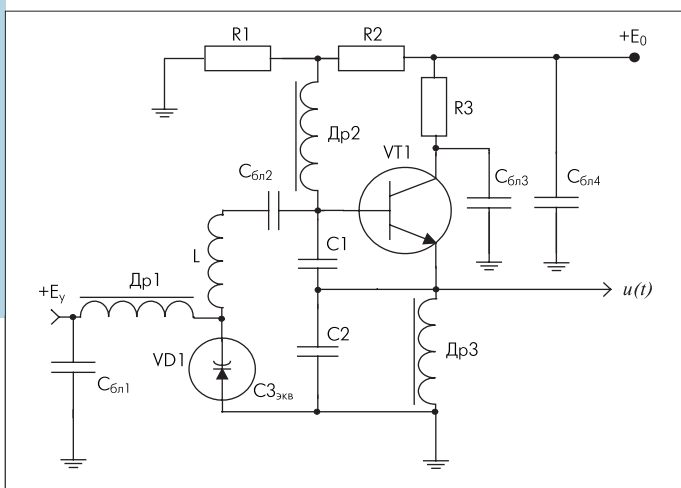 R1
R2
+E₀
R3
Др2
VT1
Cбл2
Cбл3
Cбл4
C1
L
Др1
+Eу
u(t)
C2
VD1
Др3
C3экв
Cбл1